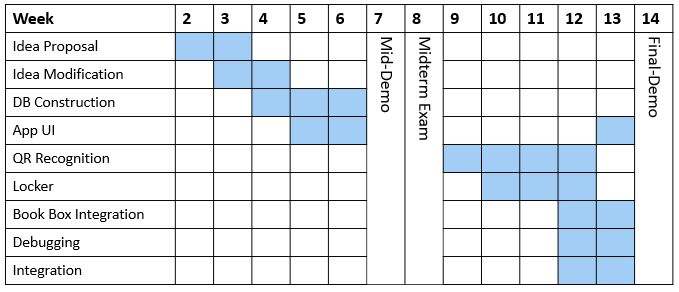 Week 2 3 4 5 6 7 8 9 10 11 12 13 14
Idea Proposal
Idea Modification
DB Construction
App UI
QR Recognition
Locker
Book Box Integration
Debugging
Integration
Mid-Demo
Midterm Exam
Final-Demo